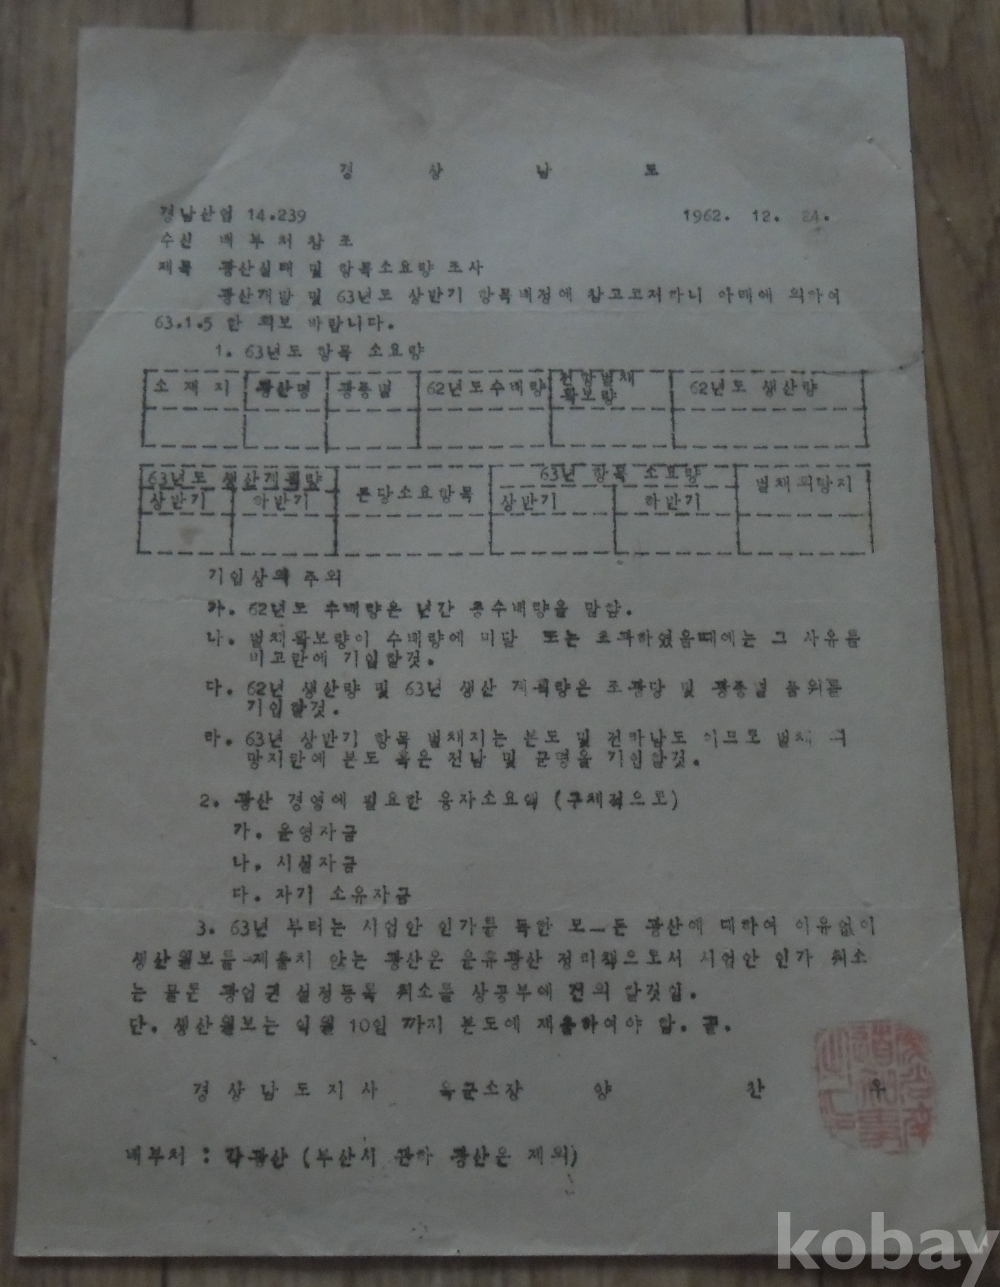 경 상 남 도
경남산업 14.239 1962. 12. 24.
수신 배부처참조
제목 광산실태 및 항목소요량 조사
광산개발 및 63년도 상반기 항목배정에 참고코저하니 아래에 의하여
63.1.5 한 회보 바랍니다.
1. 63년도 항목 소요량
소 재 지 광산명 광종별 62년도수배량 벌채확보량 62년도 생산량
63년도 생산계획량 톤당소요항목 63년 항목 소요량 벌채희망지
상반기 하반기 상반기 하반기
기입상의 주의
가. 62년도 수배량은 년간 총수배량을 말함.
나. 벌채확보량이 수배량에 미달 또는 초과하였을때에는 그 사유를
비고란에 기입할것.
다. 62년 생산량 및 63년 생산 계획량은 조광당 및 광종별 품위를
기입할것.
라. 63년 상반기 항목 벌채지는 본도 및 전라남도 이므로 벌채 희
망지란에 본도 혹은 전남 및 군명을 기입할것.
2. 광산 경영에 필요한 융자소요액 (구체적으로)
가. 운영자금
나. 시설자금
다. 자기 소유자금
3. 63년 부터는 시업안 인가를 득한 모ㅡ든 광산에 대하여 이유없이
생산월보를 제출치 않는 광산은 휴광산 정비책으로서 시업안 인가 취소
는 물론 광업권 설정등록 취소를 상공부에 건의 할것임.
단. 생산월보는 익월 10일 까지 본도에 제출하여야 함. 끝.
경 상 남 도 지 사 육군소장 양 찬 우
배부처 : 각광산 (부산시 관하 광산은 제외)
kobay